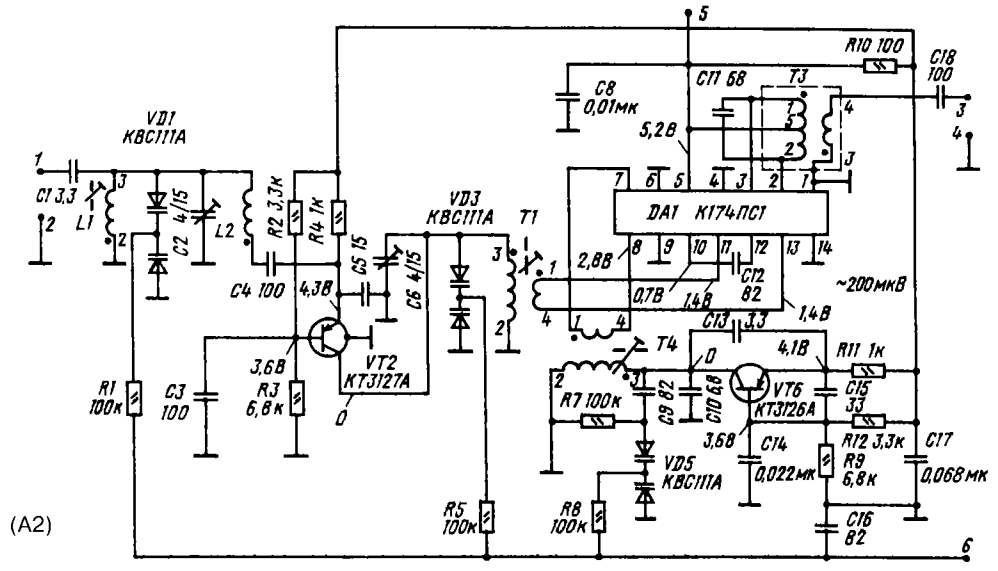 5
R10 100
C18
100
C11 68
T3
C8
0,01мк
1
5
2
4
3
3
4
5,2В
VD1
КВС111А
1
C1 3,3
3
L1
2
2
C2 4/15
L2
R2 3,3к
R4 1к
C5 15
C6 4/15
VD3
КВС111А
T1
7
6
5
4
3
2
1
DA1 К174ПС1
8
9
10
11
12
13
14
2,8В
0,7В
1,4В
C12
82
1,4В
~200мкВ
3
2
1
4
C4 100
4,3В
3,6В
VT2
КТ3127А
0
R1
100к
C3
100
R3
6,8к
1
4
C13 3,3
T4
2
3
0
4,1В
R11 1к
R7 100к
C9 82
C10 6,8
VT6
КТ3126А
C15
33
3,6В
C14
0,022мк
R12 3,3к
R9
6,8к
C17
0,068мк
VD5
КВС111А
R5
100к
R8
100к
C16
82
6
(A2)